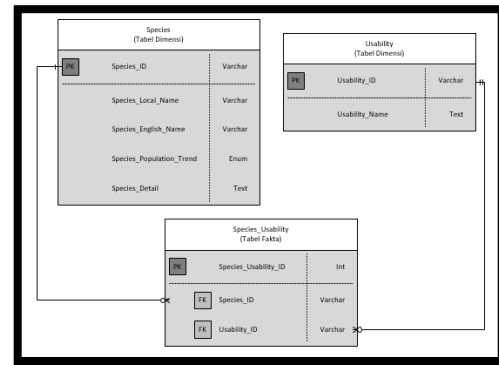 Species
(Tabel Dimensi)
PK Species_ID Varchar
Species_Local_Name Varchar
Species_English_Name Varchar
Species_Population_Trend Enum
Species_Detail Text
Usability
(Tabel Dimensi)
PK Usability_ID Varchar
Usability_Name Text
Species_Usability
(Tabel Fakta)
PK Species_Usability_ID Int
FK Species_ID Varchar
FK Usability_ID Varchar